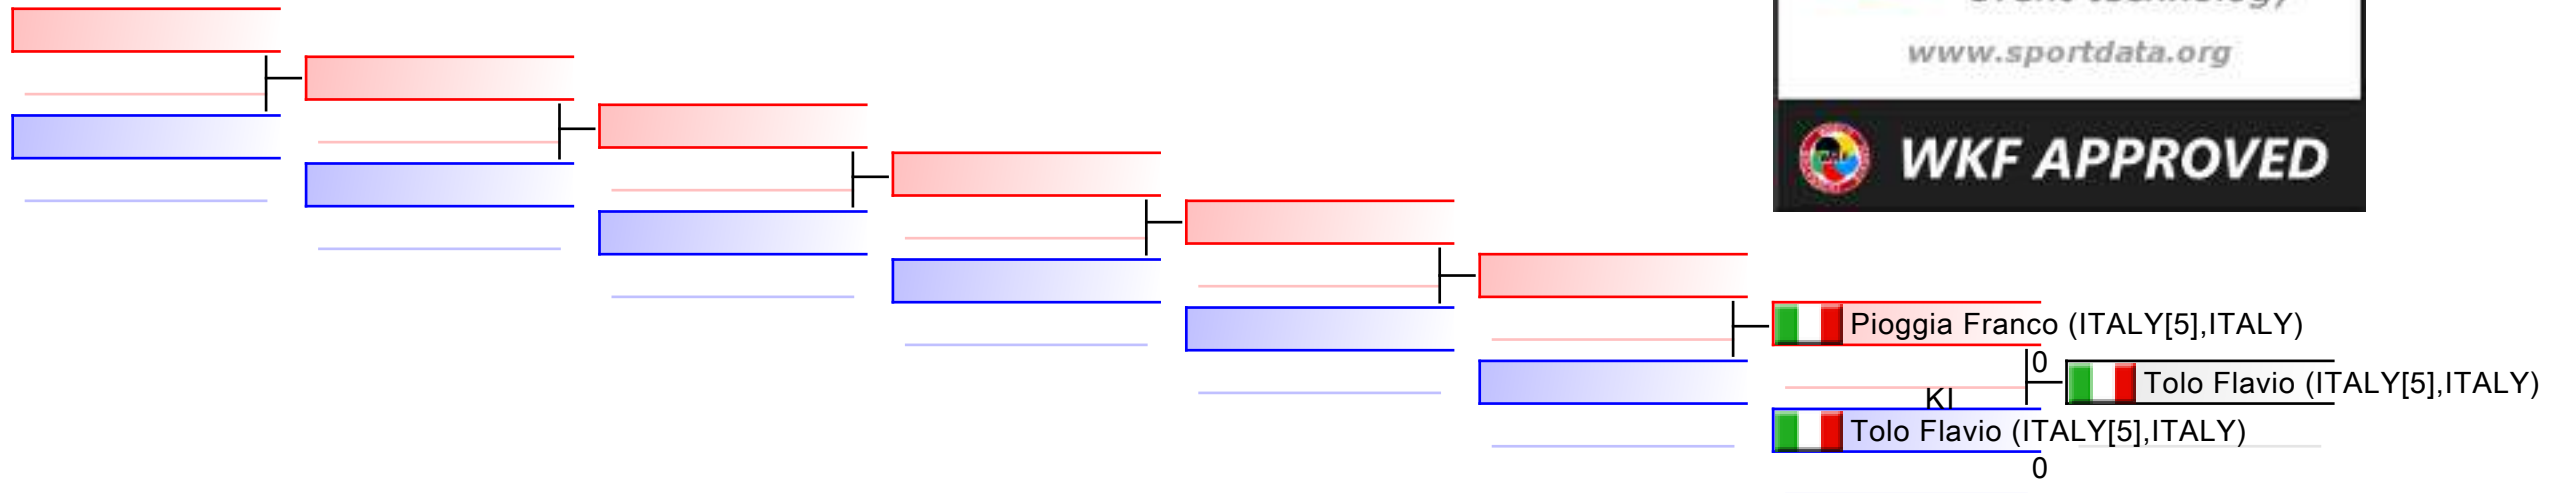 www.sportdata.org
WKF APPROVED
Pioggia Franco (ITALY[5],ITALY)
0
Tolo Flavio (ITALY[5],ITALY)
KI
Tolo Flavio (ITALY[5],ITALY)
0